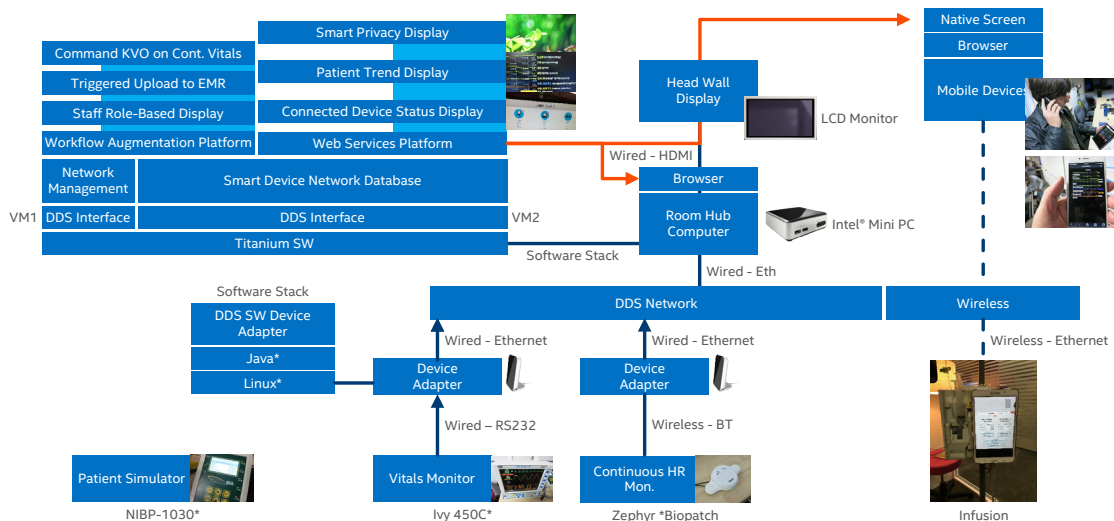 Smart Privacy Display
Command KVO on Cont. Vitals
Patient Trend Display
Triggered Upload to EMR
Staff Role-Based Display
Connected Device Status Display
Workflow Augmentation Platform
Web Services Platform
Network
Management
Smart Device Network Database
VM1
DDS Interface
DDS Interface
VM2
Titanium SW
Software Stack
Head Wall
Display
LCD Monitor
Wired - HDMI
Browser
Room Hub
Computer
Intel® Mini PC
Wired - Eth
Native Screen
Browser
Mobile Devices
DDS Network
Wireless
Software Stack
DDS SW Device
Adapter
Java*
Linux*
Wired - Ethernet
Device
Adapter
Wired – RS232
Wired - Ethernet
Device
Adapter
Wireless - BT
Wireless - Ethernet
Patient Simulator
NIBP-1030*
Vitals Monitor
Ivy 450C*
Continuous HR
Mon.
Zephyr *Biopatch
Infusion